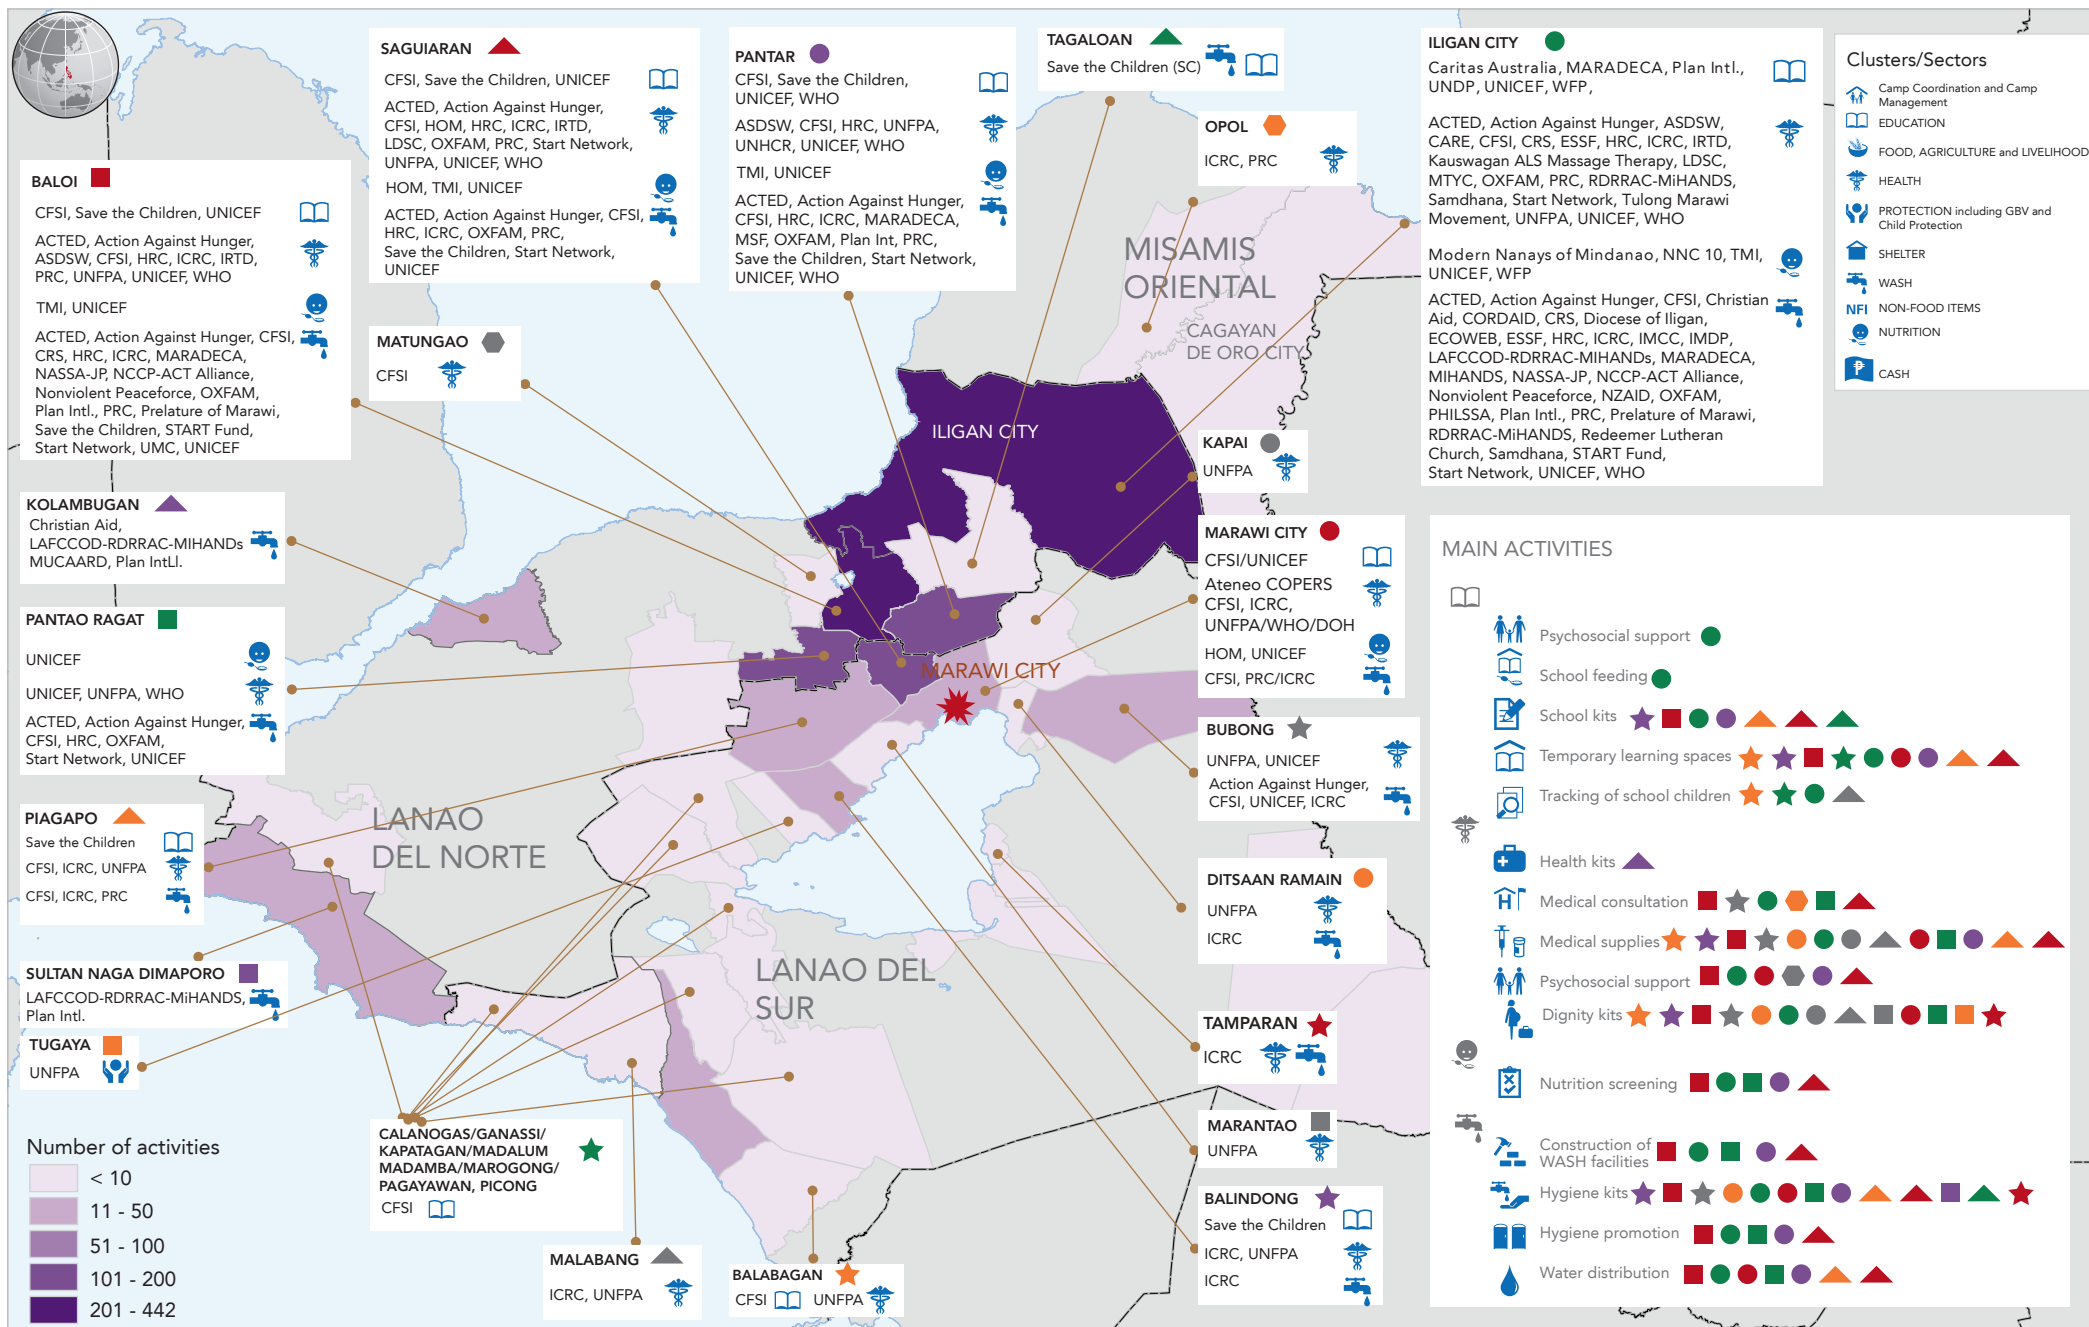 SAGUIARAN
CFSI, Save the Children, UNICEF
ACTED, Action Against Hunger,
CFSI, HOM, HRC, ICRC, IRTD,
LDSC, OXFAM, PRC, Start Network,
UNFPA, UNICEF, WHO
HOM, TMI, UNICEF
ACTED, Action Against Hunger, CFSI,
HRC, ICRC, OXFAM, PRC,
Save the Children, Start Network,
UNICEF
PANTAR
CFSI, Save the Children,
UNICEF, WHO
ASDSW, CFSI, HRC, UNFPA,
UNHCR, UNICEF, WHO
TMI, UNICEF
ACTED, Action Against Hunger,
CFSI, HRC, ICRC, MARADECA,
MSF, OXFAM, Plan Int, PRC,
Save the Children, Start Network,
UNICEF, WHO
TAGALOAN
Save the Children (SC)
OPOL
ICRC, PRC
ILIGAN CITY
Caritas Australia, MARADECA, Plan Intl.,
UNDP, UNICEF, WFP,
ACTED, Action Against Hunger, ASDSW,
CARE, CFSI, CRS, ESSF, HRC, ICRC, IRTD,
Kauswagan ALS Massage Therapy, LDSC,
MTYC, OXFAM, PRC, RDRRAC-MiHANDS,
Samdhana, Start Network, Tulong Marawi
Movement, UNFPA, UNICEF, WHO
Modern Nanays of Mindanao, NNC 10, TMI,
UNICEF, WFP
ACTED, Action Against Hunger, CFSI, Christian
Aid, CORDAID, CRS, Diocese of Iligan,
ECOWEB, ESSF, HRC, ICRC, IMCC, IMDP,
LAFCCOD-RDRRAC-MIHANDs, MARADECA,
MIHANDS, NASSA-JP, NCCP-ACT Alliance,
Nonviolent Peaceforce, NZAID, OXFAM,
PHILSSA, Plan Intl., PRC, Prelature of Marawi,
RDRRAC-MiHANDS, Redeemer Lutheran
Church, Samdhana, START Fund,
Start Network, UNICEF, WHO
Clusters/Sectors
Camp Coordination and Camp
Management
EDUCATION
FOOD, AGRICULTURE and LIVELIHOOD
HEALTH
PROTECTION including GBV and
Child Protection
SHELTER
WASH
NFI NON-FOOD ITEMS
NUTRITION
₱ CASH
BALOI
CFSI, Save the Children, UNICEF
ACTED, Action Against Hunger,
ASDSW, CFSI, HRC, ICRC, IRTD,
PRC, UNFPA, UNICEF, WHO
TMI, UNICEF
ACTED, Action Against Hunger, CFSI,
CRS, HRC, ICRC, MARADECA,
NASSA-JP, NCCP-ACT Alliance,
Nonviolent Peaceforce, OXFAM,
Plan Intl., PRC, Prelature of Marawi,
Save the Children, START Fund,
Start Network, UMC, UNICEF
MATUNGAO
CFSI
MISAMIS
ORIENTAL
CAGAYAN
DE ORO CITY
ILIGAN CITY
KAPAI
UNFPA
KOLAMBUGAN
Christian Aid,
LAFCCOD-RDRRAC-MIHANDs
MUCAARD, Plan IntLl.
MARAWI CITY
CFSI/UNICEF
Ateneo COPERS
CFSI, ICRC,
UNFPA/WHO/DOH
HOM, UNICEF
CFSI, PRC/ICRC
PANTAO RAGAT
UNICEF
UNICEF, UNFPA, WHO
ACTED, Action Against Hunger,
CFSI, HRC, OXFAM,
Start Network, UNICEF
MARAWI CITY
BUBONG
UNFPA, UNICEF
Action Against Hunger,
CFSI, UNICEF, ICRC
PIAGAPO
Save the Children
CFSI, ICRC, UNFPA
CFSI, ICRC, PRC
LANAO
DEL NORTE
DITSAAN RAMAIN
UNFPA
ICRC
SULTAN NAGA DIMAPORO
LAFCCOD-RDRRAC-MiHANDS,
Plan Intl.
LANAO DEL
SUR
TUGAYA
UNFPA
TAMPARAN
ICRC
MARANTAO
UNFPA
CALANOGAS/GANASSI/
KAPATAGAN/MADALUM
MADAMBA/MAROGONG/
PAGAYAWAN, PICONG
CFSI
BALINDONG
Save the Children
ICRC, UNFPA
ICRC
MALABANG
ICRC, UNFPA
BALABAGAN
CFSI UNFPA
Number of activities
< 10
11 - 50
51 - 100
101 - 200
201 - 442
MAIN ACTIVITIES
Psychosocial support
School feeding
School kits
Temporary learning spaces
Tracking of school children
Health kits
H Medical consultation
Medical supplies
Psychosocial support
Dignity kits
Nutrition screening
Construction of
WASH facilities
Hygiene kits
Hygiene promotion
Water distribution